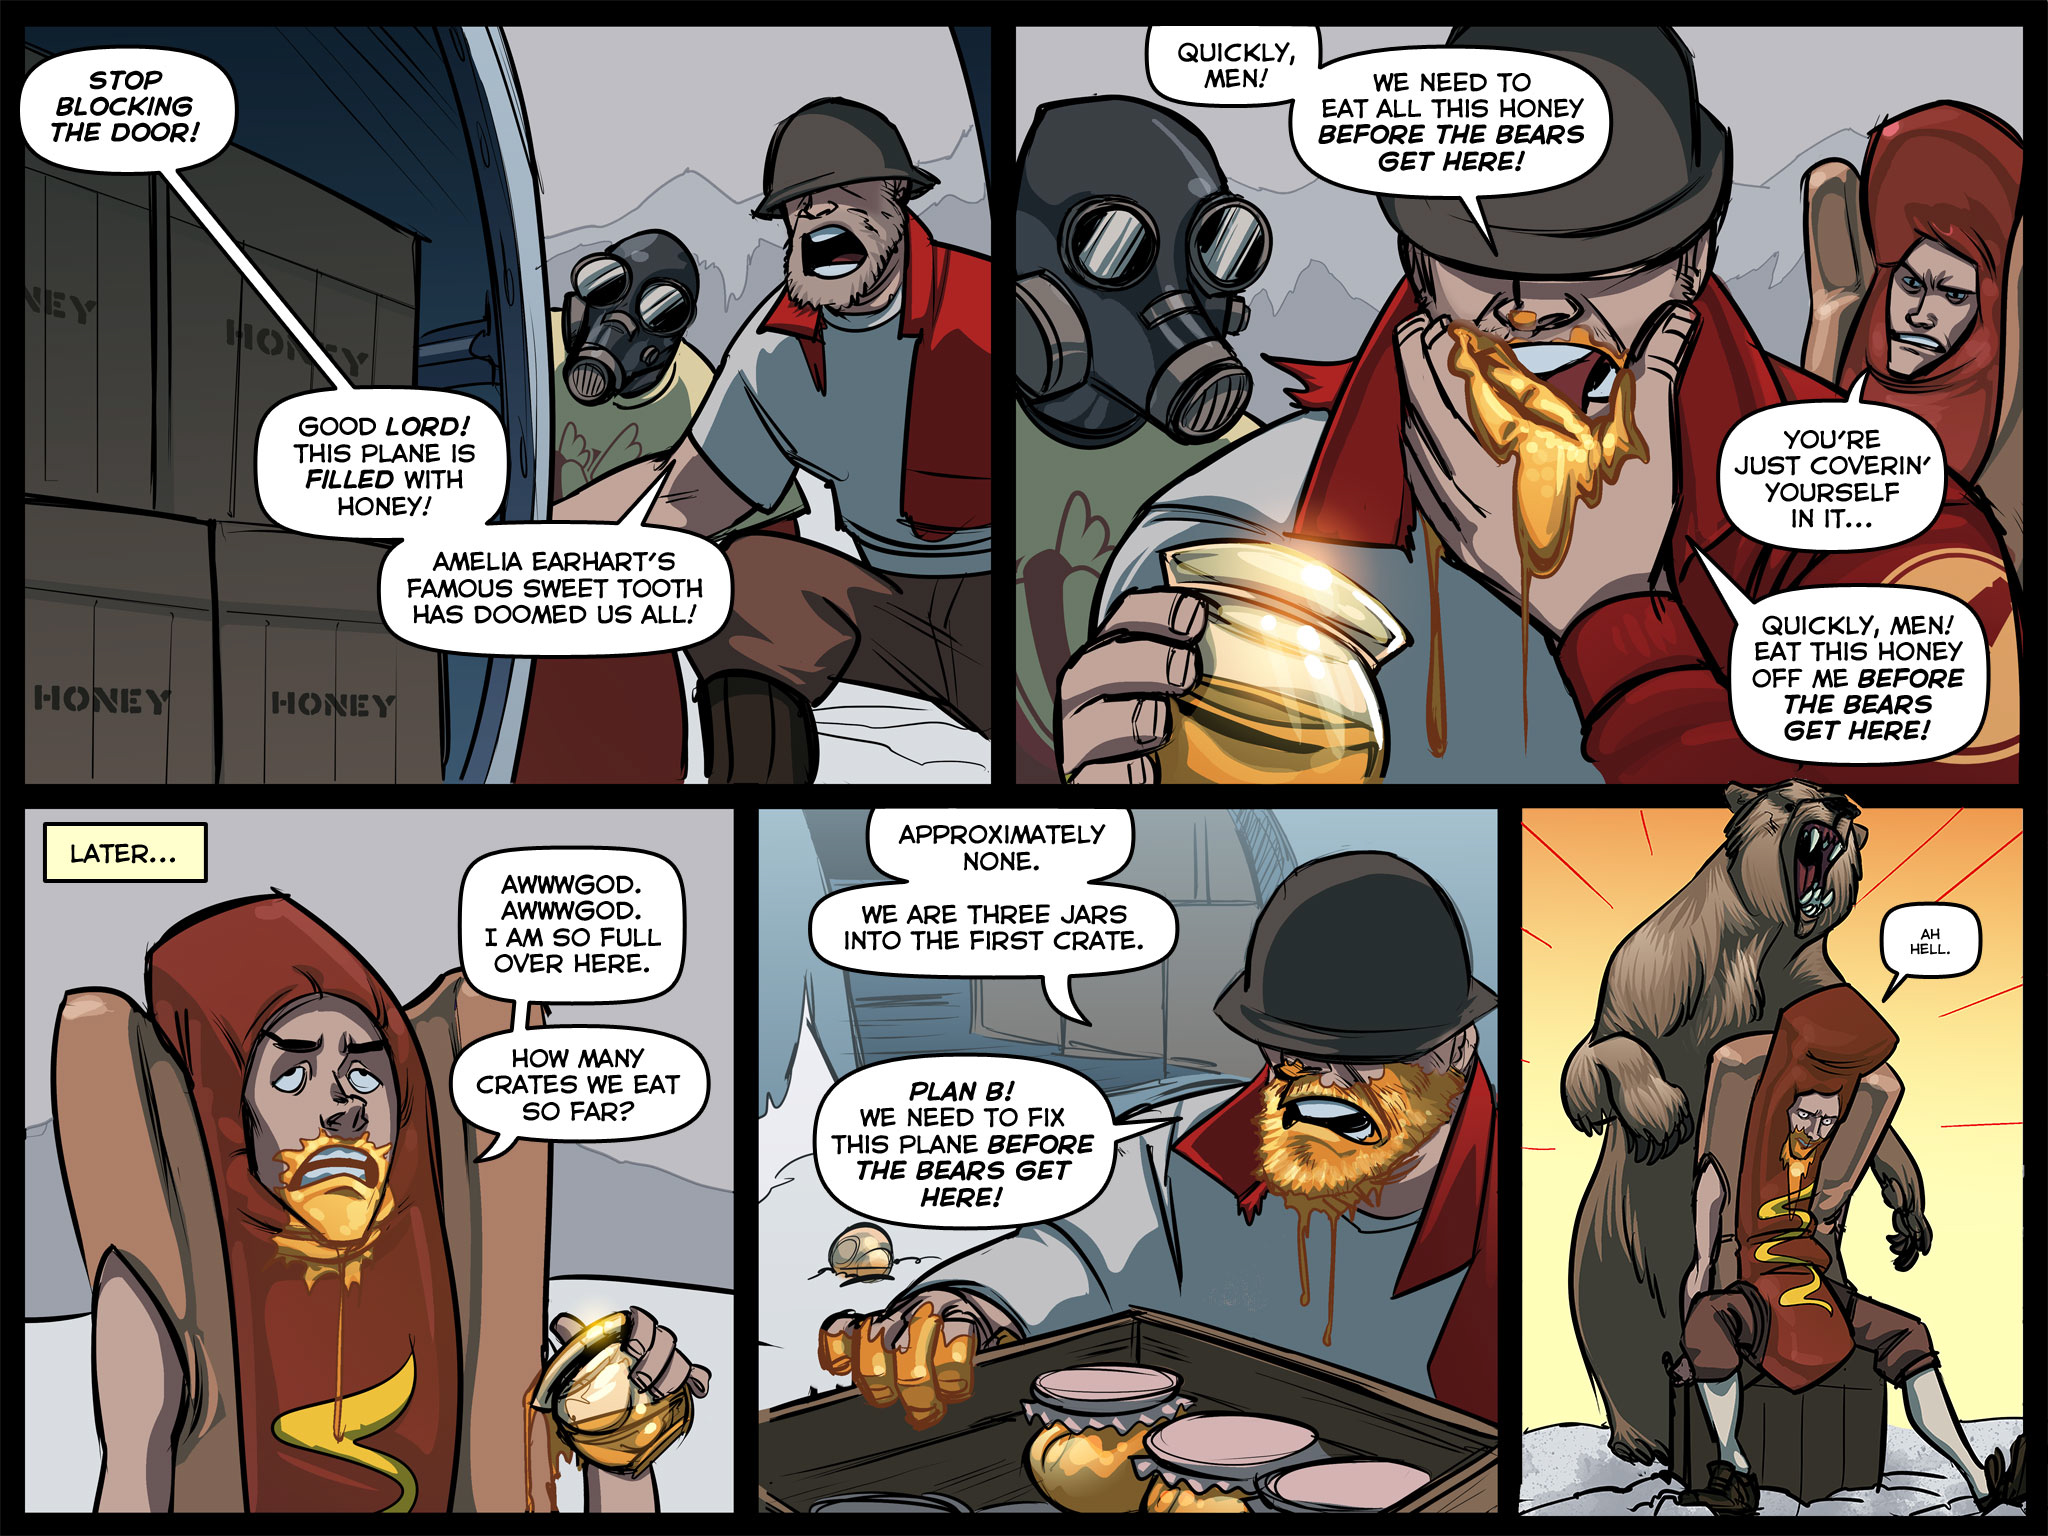 STOP
BLOCKING
THE DOOR!
GOOD LORD!
THIS PLANE IS
FILLED WITH
HONEY!
AMELIA EARHART'S
FAMOUS SWEET TOOTH
HAS DOOMED US ALL!
NEY
HONEY
HONEY
HONEY
QUICKLY,
MEN!
WE NEED TO
EAT ALL THIS HONEY
BEFORE THE BEARS
GET HERE!
YOU'RE
JUST COVERIN'
YOURSELF
IN IT...
QUICKLY, MEN!
EAT THIS HONEY
OFF ME BEFORE
THE BEARS
GET HERE!
LATER...
AWWWGOD.
AWWWGOD.
I AM SO FULL
OVER HERE.
HOW MANY
CRATES WE EAT
SO FAR?
APPROXIMATELY
NONE.
WE ARE THREE JARS
INTO THE FIRST CRATE.
PLAN B!
WE NEED TO FIX
THIS PLANE BEFORE
THE BEARS GET
HERE!
AH
HELL.